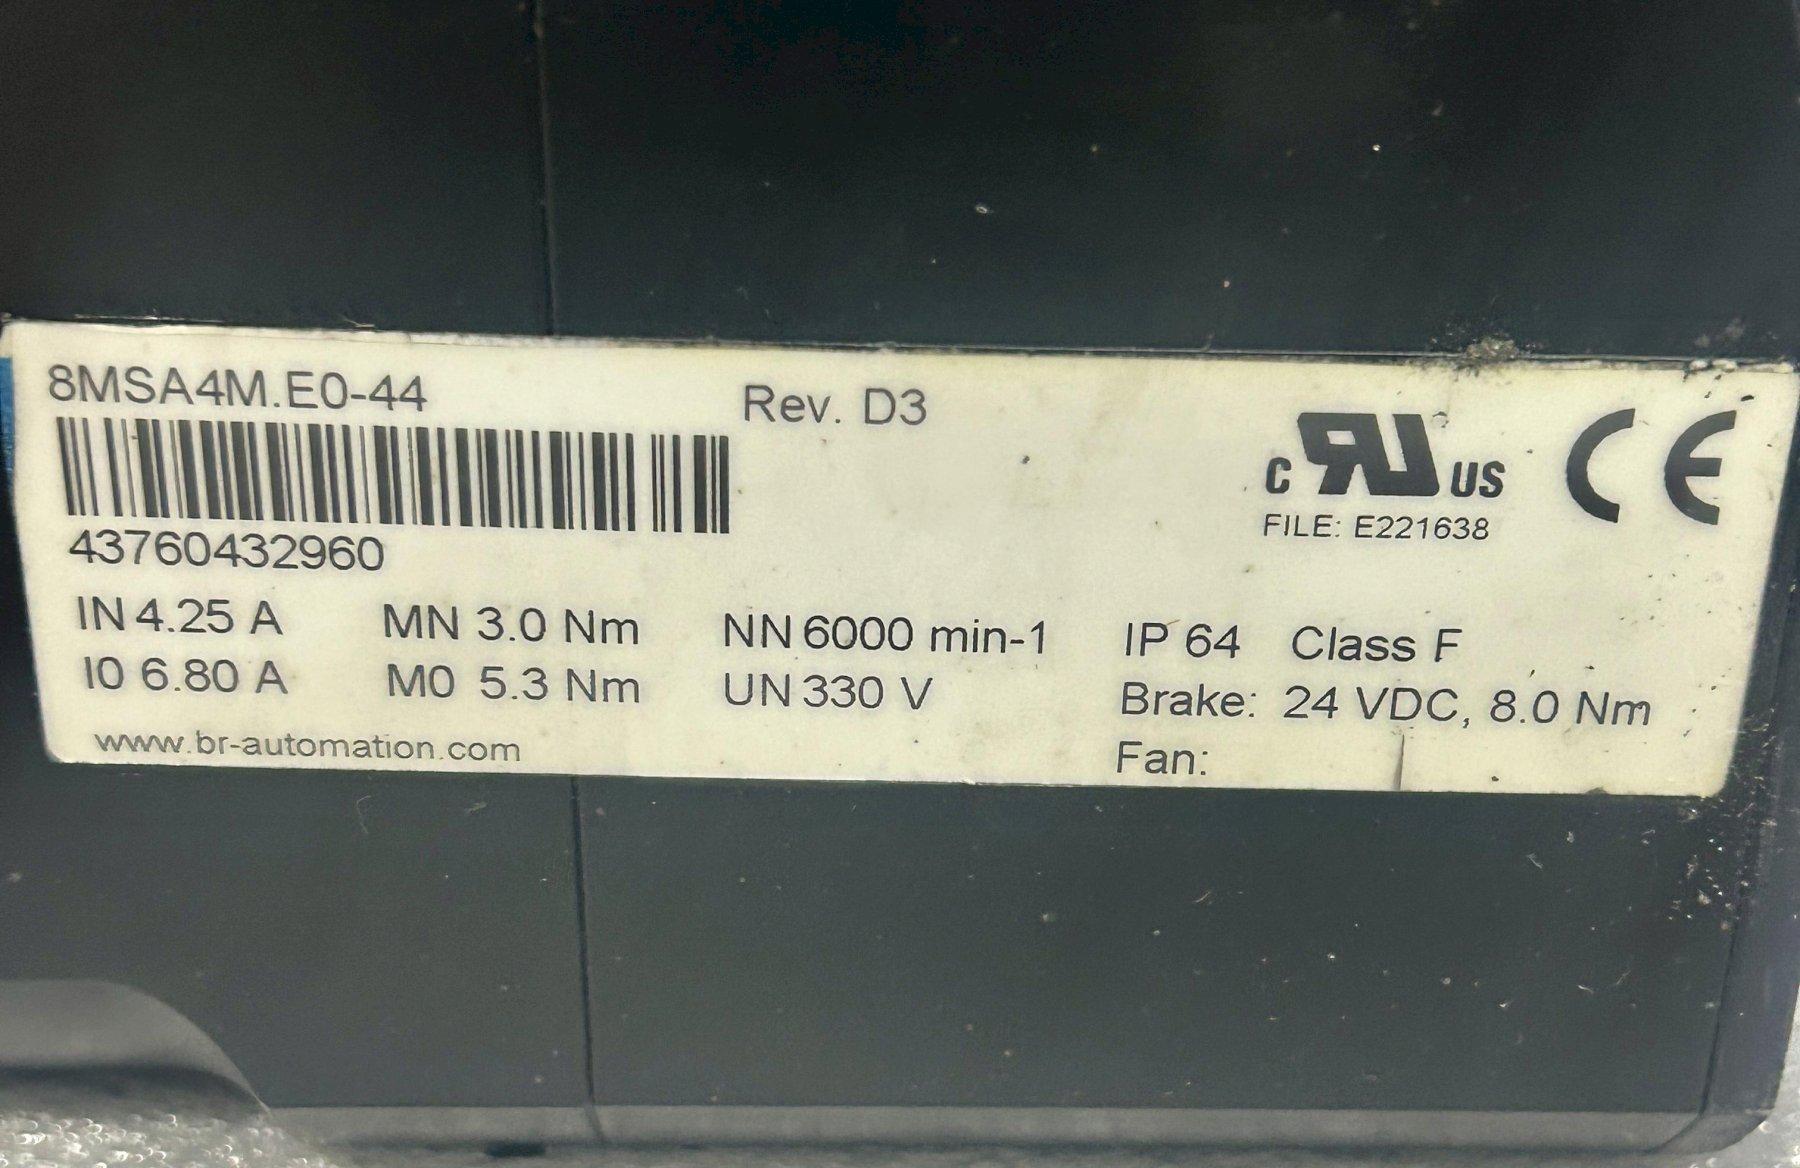 8MSA4M.E0-44 Rev. D3
43760432960
c RU US CE
FILE: E221638
IN 4.25 A MN 3.0 Nm NN 6000 min-1 IP 64 Class F
I0 6.80 A M0 5.3 Nm UN 330 V Brake: 24 VDC, 8.0 Nm
www.br-automation.com Fan: